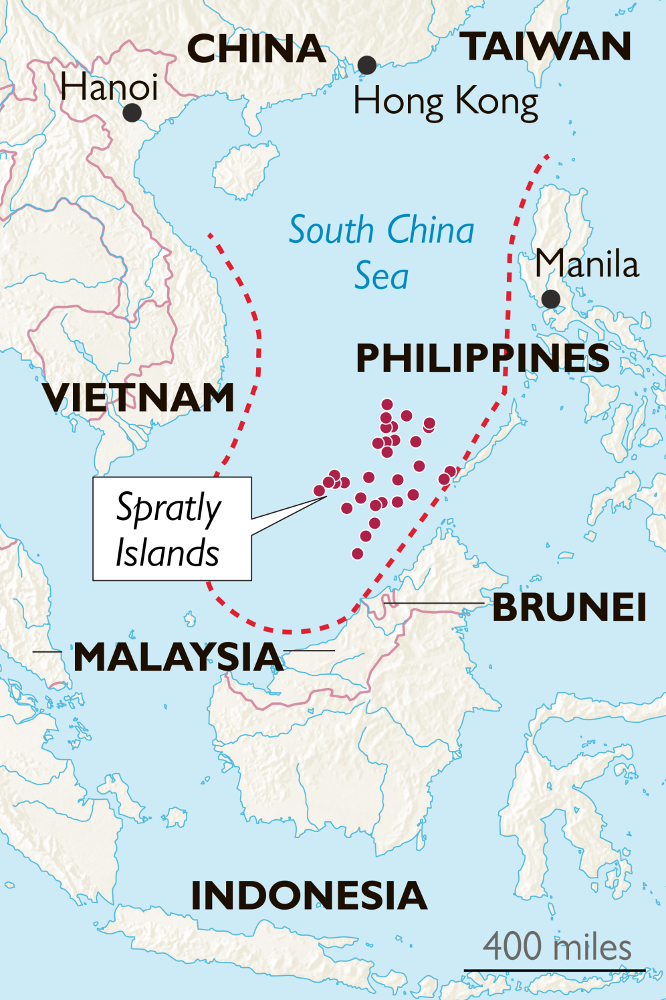 CHINA
TAIWAN
Hanoi
Hong Kong
South China
Sea
Manila
PHILIPPINES
VIETNAM
Spratly
Islands
BRUNEI
MALAYSIA
INDONESIA
400 miles